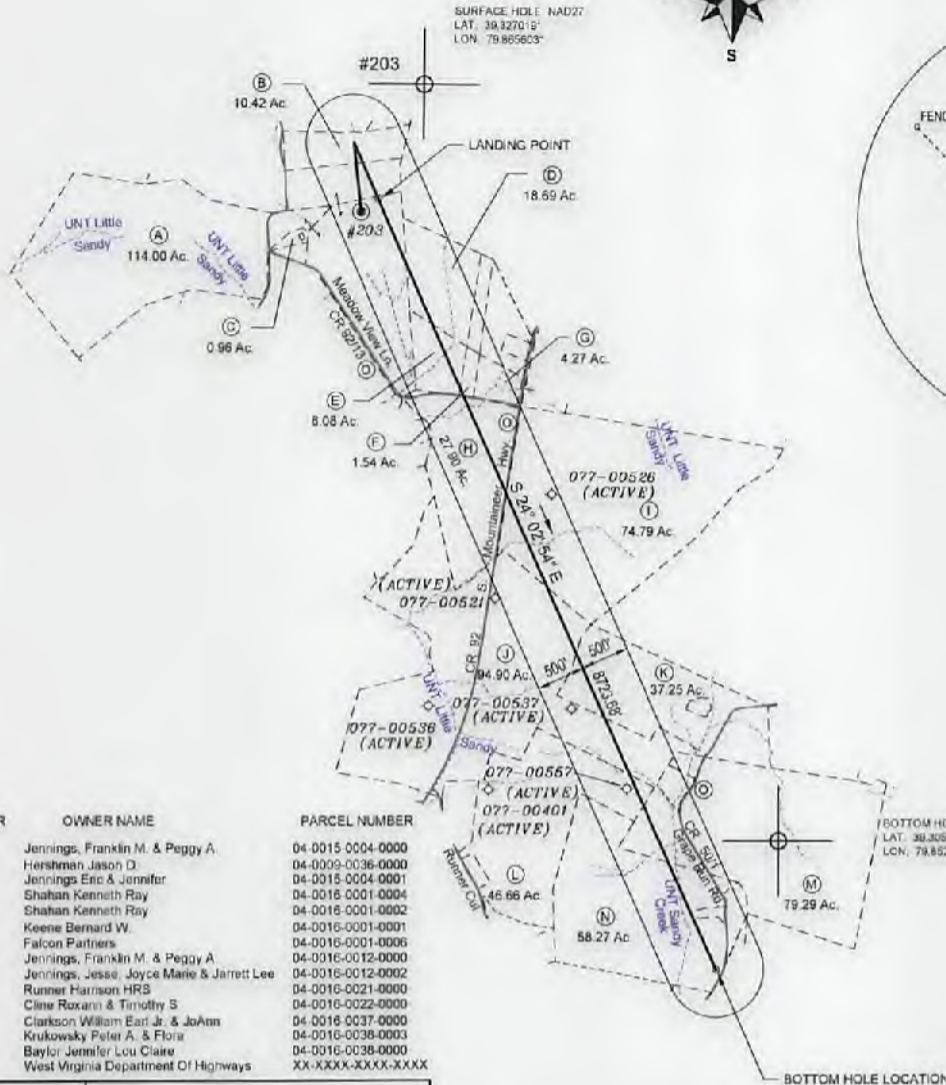 SURFACE HOLE NAD27
LAT. 39.327019°
LON. 79.865603°
S
#203
B
10.42 Ac.
LANDING POINT
D
18.69 Ac.
#203
UNT Little
Sandy
A
114.00 Ac.
UNT Little
Sandy
C
0.96 Ac.
Meadow View Ln.
CR 92/13
O
G
4.27 Ac.
E
8.08 Ac.
F
1.54 Ac.
H
27.90 Ac.
O
CR 92 S Mountaineer Hwy.
S 24° 02' 54" E
UNT Little
Sandy
077-00526
(ACTIVE)
I
74.79 Ac.
(ACTIVE)
077-00521
J
94.90 Ac.
500'
500'
8723.68'
K
37.25 Ac.
UNT Little
Sandy
077-00537
(ACTIVE)
077-00536
(ACTIVE)
077-00557
(ACTIVE)
077-00401
(ACTIVE)
O
CR 50/1
Grape Run Rd.
UNT Sandy
Creek
Runner Cut
L
46.66 Ac.
N
58.27 Ac.
M
79.29 Ac.
BOTTOM HO
LAT. 39.305
LON. 79.852
BOTTOM HOLE LOCATION
FENC
R OWNER NAME PARCEL NUMBER
Jennings, Franklin M. & Peggy A. 04-0015-0004-0000
Hershman Jason D. 04-0009-0036-0000
Jennings Eric & Jennifer 04-0015-0004-0001
Shahan Kenneth Ray 04-0016-0001-0004
Shahan Kenneth Ray 04-0016-0001-0002
Keene Bernard W. 04-0016-0001-0001
Falcon Partners 04-0016-0001-0006
Jennings, Franklin M. & Peggy A. 04-0016-0012-0000
Jennings, Jesse, Joyce Marie & Jarrett Lee 04-0016-0012-0002
Runner Harrison HRS 04-0016-0021-0000
Cline Roxann & Timothy S 04-0016-0022-0000
Clarkson William Earl Jr. & JoAnn 04-0016-0037-0000
Krukowsky Peter A. & Flora 04-0016-0038-0003
Baylor Jennifer Lou Claire 04-0016-0038-0000
West Virginia Department Of Highways XX-XXXX-XXXX-XXXX